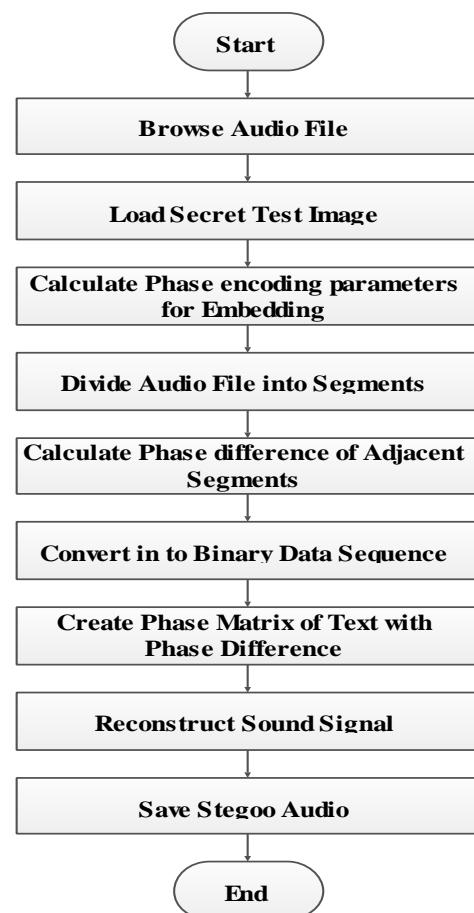 Start
Browse Audio File
Load Secret Test Image
Calculate Phase encoding parameters
for Embedding
Divide Audio File into Segments
Calculate Phase difference of Adjacent
Segments
Convert in to Binary Data Sequence
Create Phase Matrix of Text with
Phase Difference
Reconstruct Sound Signal
Save Stegoo Audio
End